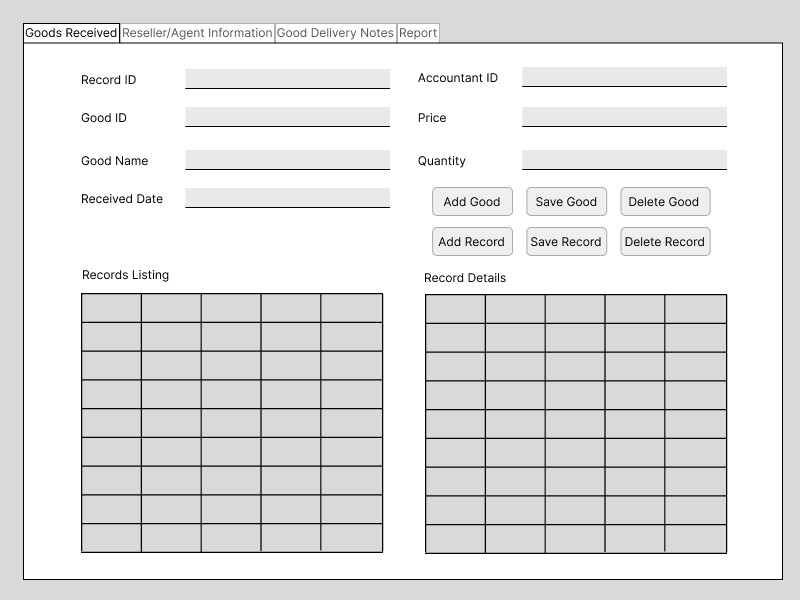 Goods Received Reseller/Agent Information Good Delivery Notes Report
Record ID
Accountant ID
Good ID
Price
Good Name
Quantity
Received Date
Add Good Save Good Delete Good
Add Record Save Record Delete Record
Records Listing
Record Details